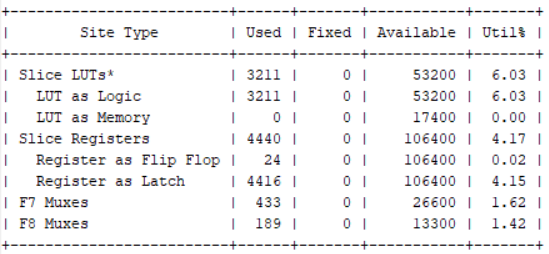 +----------------------------+------+-------+-----------+-------+
|          Site Type         | Used | Fixed | Available | Util% |
+----------------------------+------+-------+-----------+-------+
| Slice LUTs*                | 3211 |     0 |     53200 |  6.03 |
|   LUT as Logic             | 3211 |     0 |     53200 |  6.03 |
|   LUT as Memory            |    0 |     0 |     17400 |  0.00 |
| Slice Registers            | 4440 |     0 |    106400 |  4.17 |
|   Register as Flip Flop    |   24 |     0 |    106400 |  0.02 |
|   Register as Latch        | 4416 |     0 |    106400 |  4.15 |
| F7 Muxes                   |  433 |     0 |     26600 |  1.62 |
| F8 Muxes                   |  189 |     0 |     13300 |  1.42 |
+----------------------------+------+-------+-----------+-------+